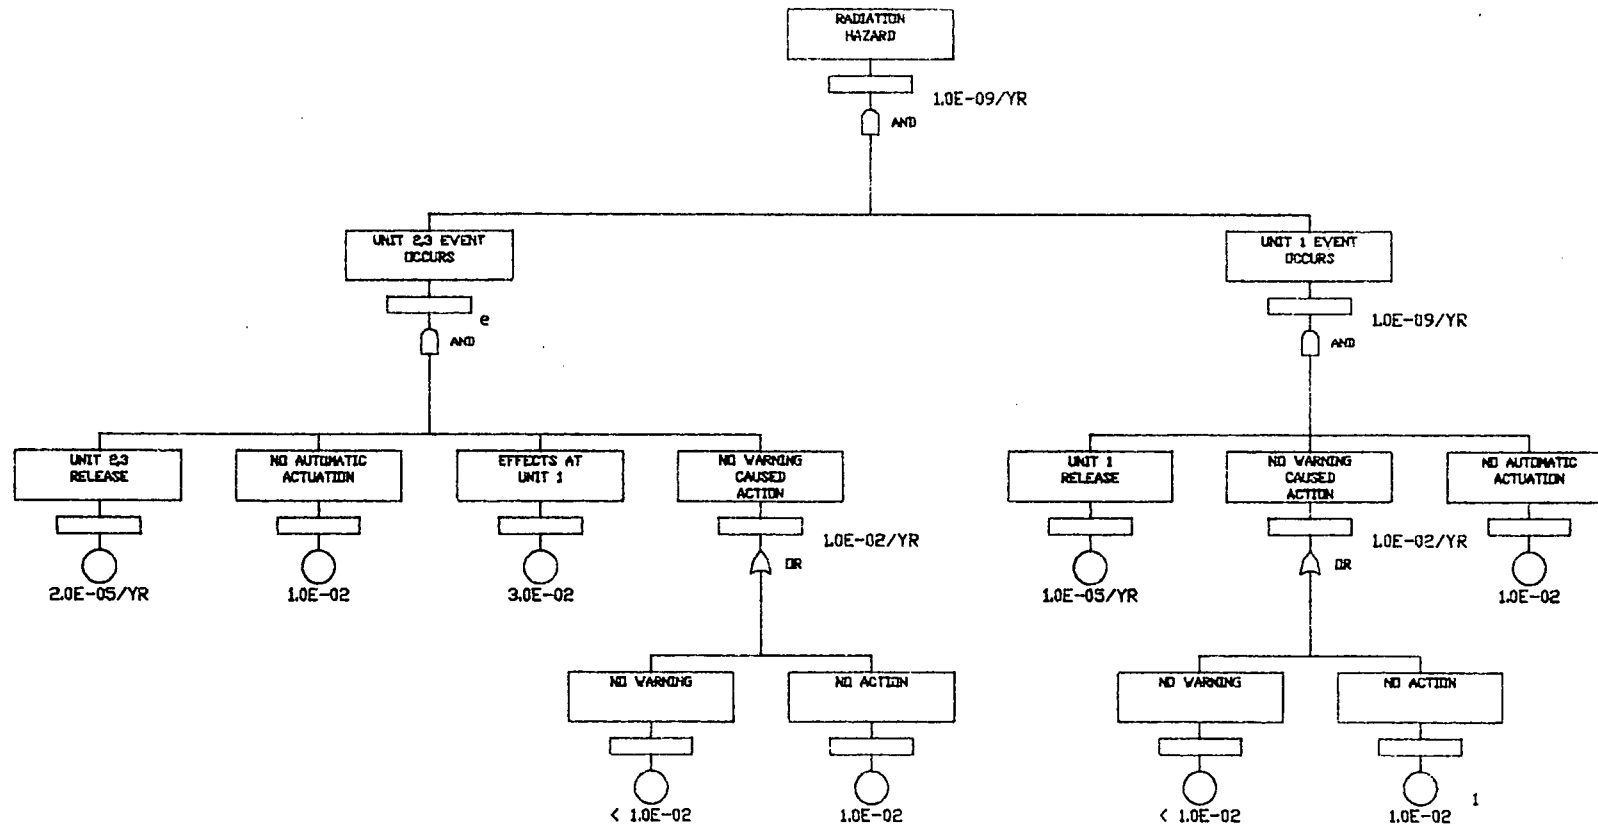 RADIATION
HAZARD
1.0E-09/YR
AND
UNIT 2,3 EVENT
OCCURS
e
AND
UNIT 1 EVENT
OCCURS
1.0E-09/YR
AND
UNIT 2,3
RELEASE
2.0E-05/YR
NO AUTOMATIC
ACTUATION
1.0E-02
EFFECTS AT
UNIT 1
3.0E-02
NO WARNING
CAUSED
ACTION
1.0E-02/YR
OR
UNIT 1
RELEASE
1.0E-05/YR
NO WARNING
CAUSED
ACTION
1.0E-02/YR
OR
NO AUTOMATIC
ACTUATION
1.0E-02
NO WARNING
< 1.0E-02
NO ACTION
1.0E-02
NO WARNING
< 1.0E-02
NO ACTION
1.0E-02
1